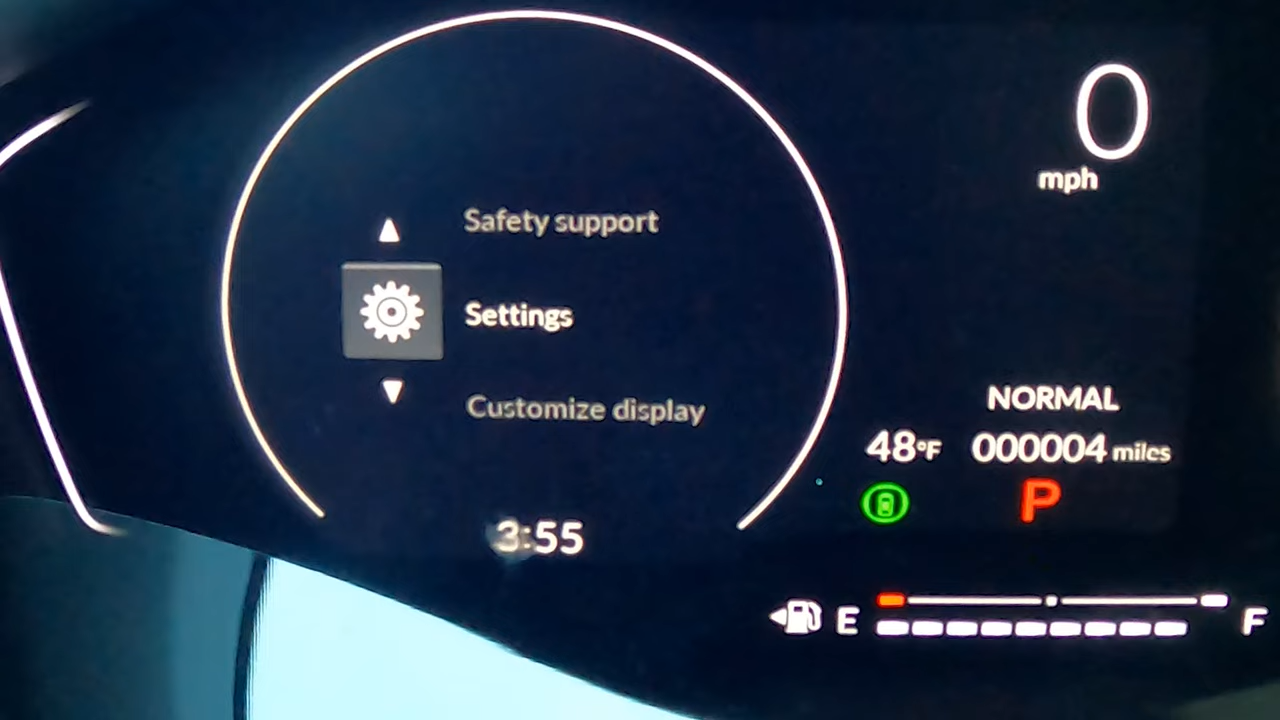 0
mph
Safety support
Settings
Customize display
NORMAL
48°F 000004 miles
P
3:55
E F